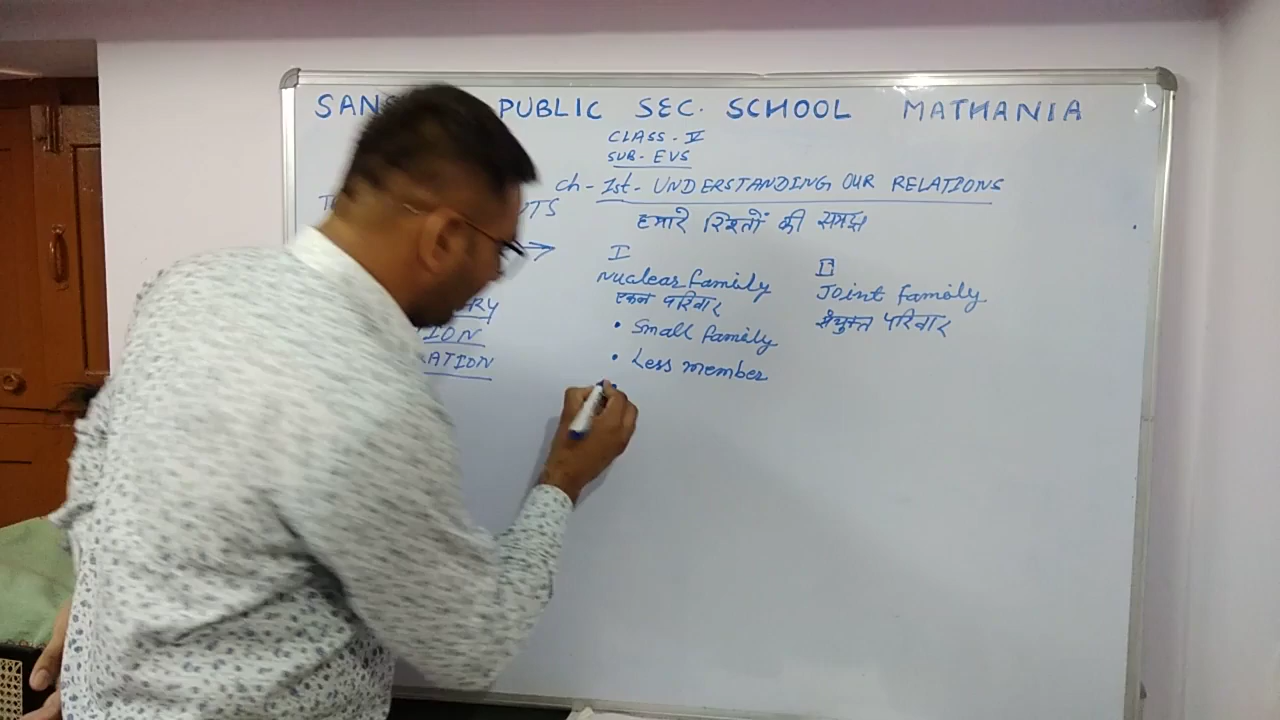 PUBLIC SEC. SCHOOL MATHANIA
CLASS - V
SUB - EVS
Ch - 1st - UNDERSTANDING OUR RELATIONS
हमारे रिश्तों की समझ
I
Nuclear family
एकल परिवार
• Small family
• Less member
II
Joint family
संयुक्त परिवार